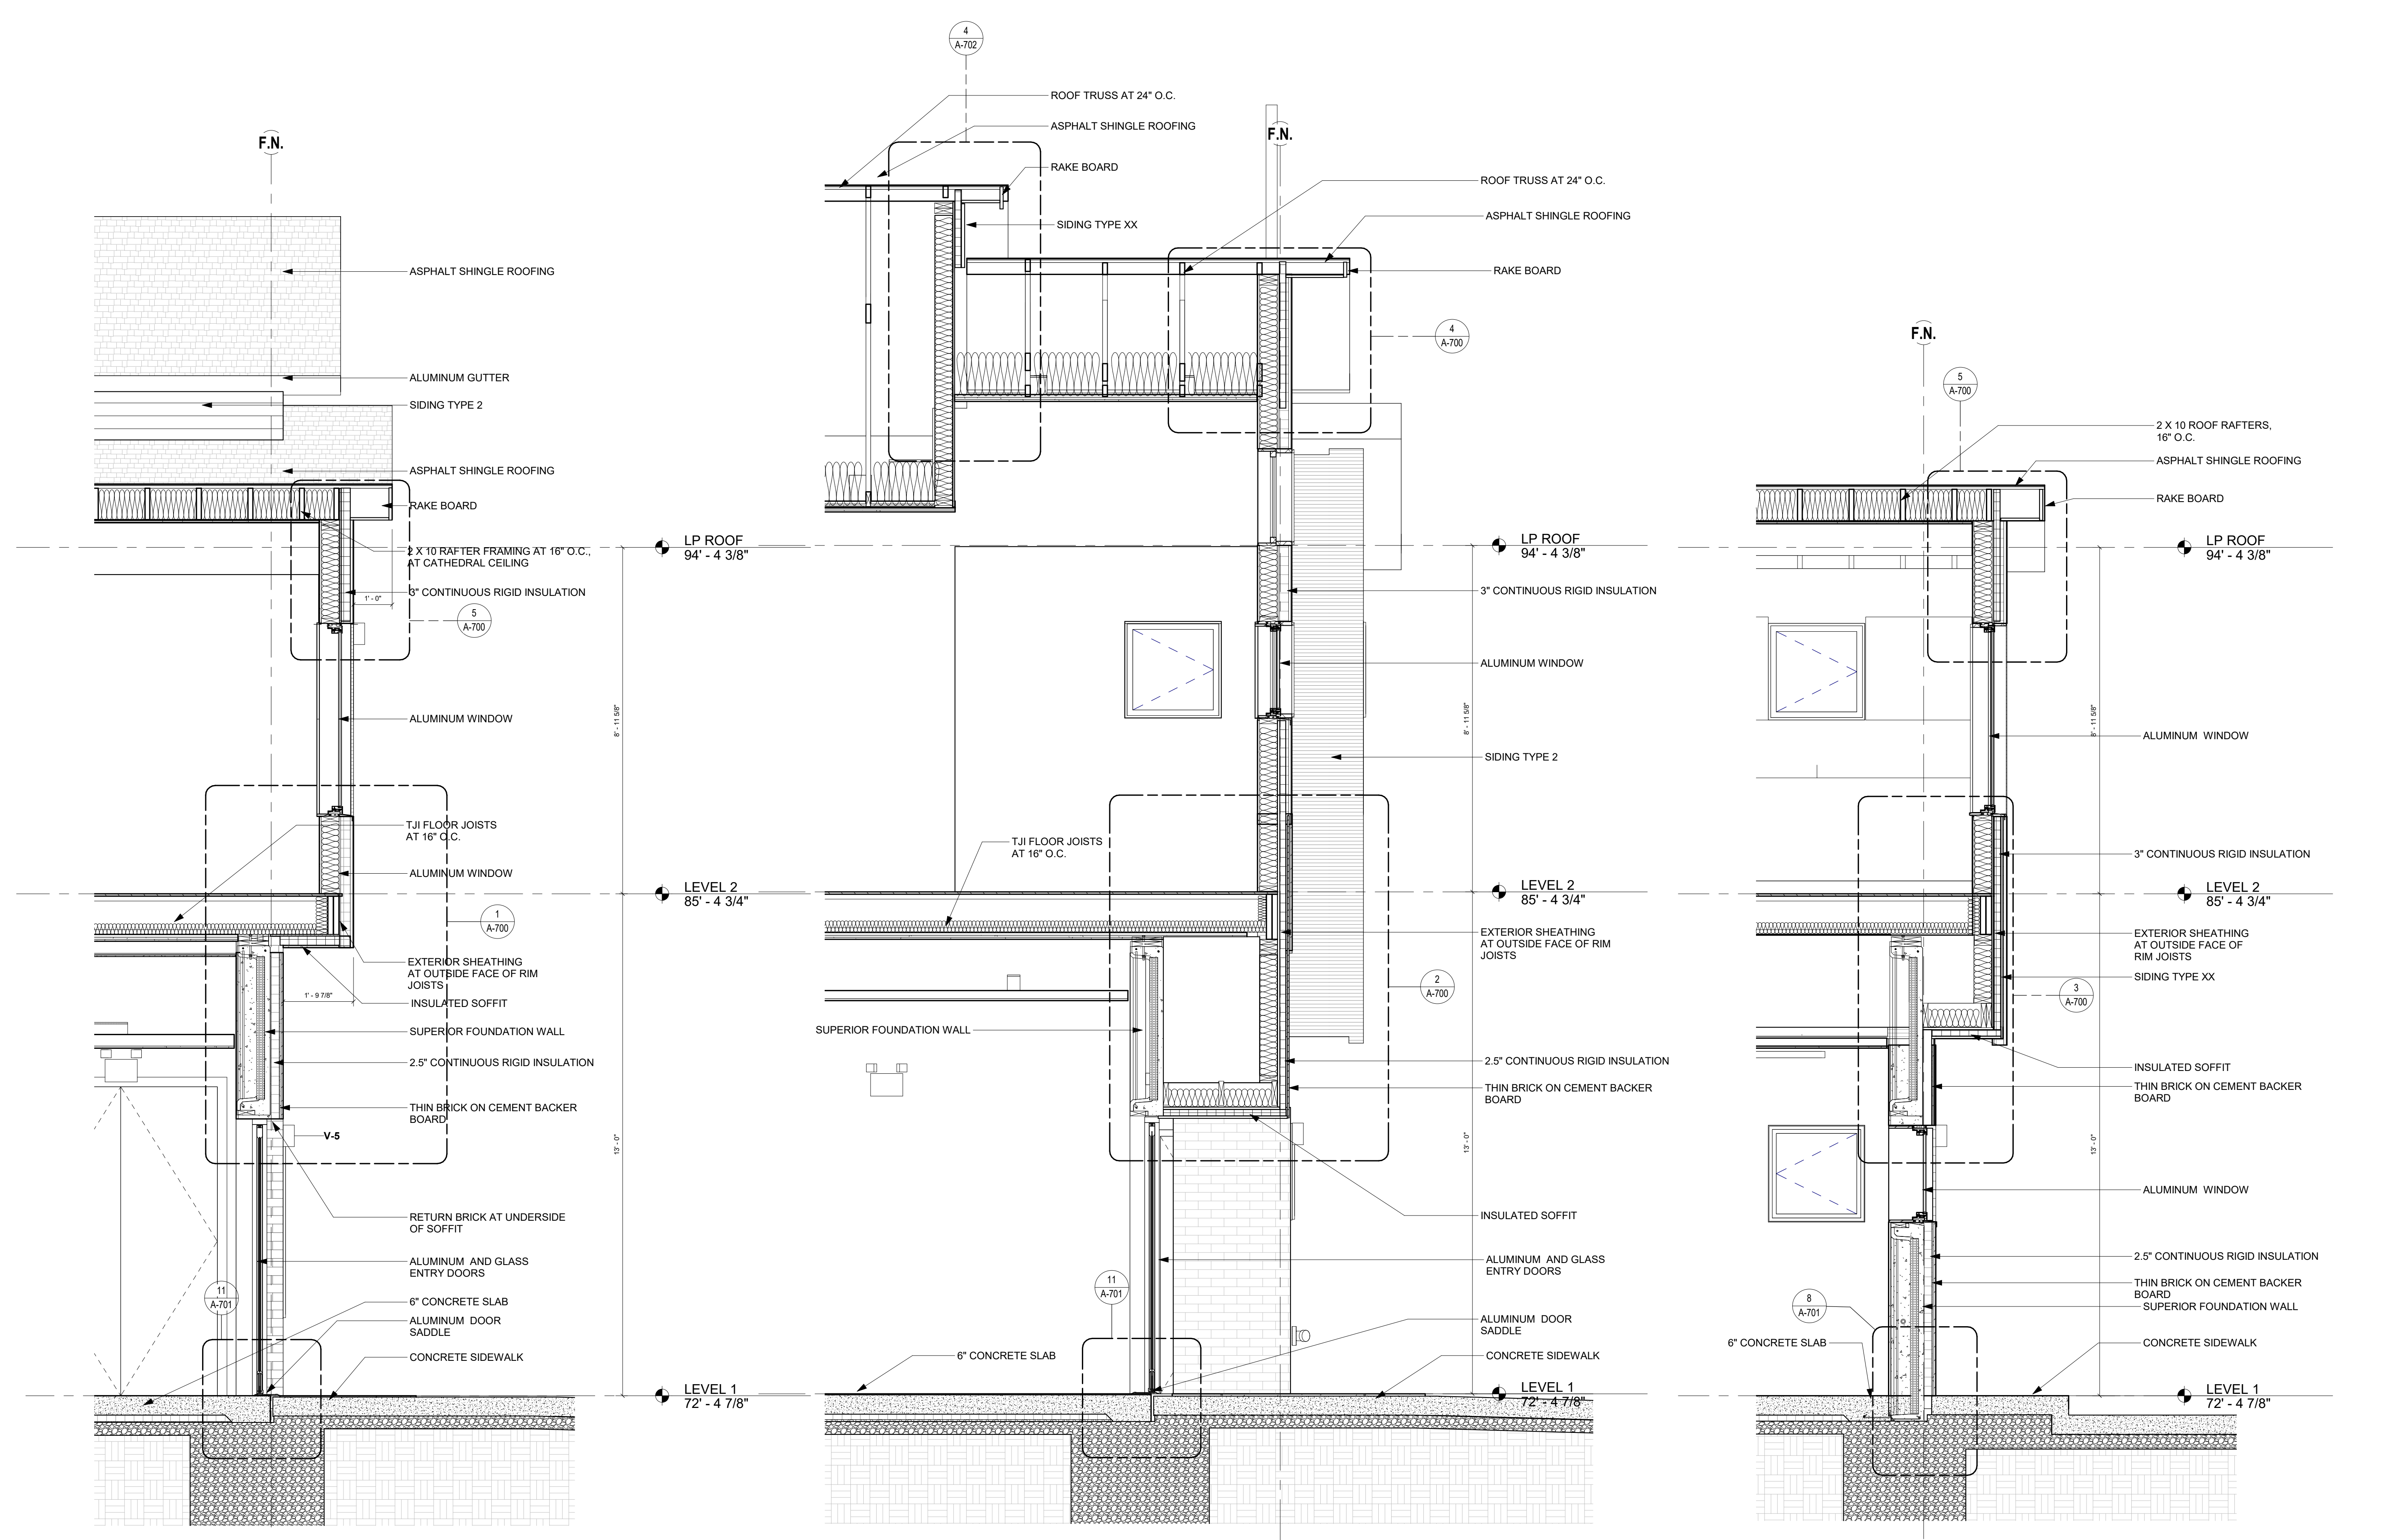 F.N.
ASPHALT SHINGLE ROOFING
ALUMINUM GUTTER
SIDING TYPE 2
ASPHALT SHINGLE ROOFING
RAKE BOARD
2 X 10 RAFTER FRAMING AT 16" O.C.,
AT CATHEDRAL CEILING
3" CONTINUOUS RIGID INSULATION
1' - 0"
5
A-700
ALUMINUM WINDOW
TJI FLOOR JOISTS
AT 16" O.C.
ALUMINUM WINDOW
1
A-700
EXTERIOR SHEATHING
AT OUTSIDE FACE OF RIM
JOISTS
1' - 9 7/8"
INSULATED SOFFIT
SUPERIOR FOUNDATION WALL
2.5" CONTINUOUS RIGID INSULATION
THIN BRICK ON CEMENT BACKER
BOARD
V-5
RETURN BRICK AT UNDERSIDE
OF SOFFIT
ALUMINUM AND GLASS
ENTRY DOORS
11
A-701
6" CONCRETE SLAB
ALUMINUM DOOR
SADDLE
CONCRETE SIDEWALK
LP ROOF
94' - 4 3/8"
8' - 11 5/8"
LEVEL 2
85' - 4 3/4"
13' - 0"
LEVEL 1
72' - 4 7/8"
4
A-702
ROOF TRUSS AT 24" O.C.
ASPHALT SHINGLE ROOFING
RAKE BOARD
SIDING TYPE XX
F.N.
ROOF TRUSS AT 24" O.C.
ASPHALT SHINGLE ROOFING
RAKE BOARD
4
A-700
LP ROOF
94' - 4 3/8"
3" CONTINUOUS RIGID INSULATION
ALUMINUM WINDOW
8' - 11 5/8"
SIDING TYPE 2
TJI FLOOR JOISTS
AT 16" O.C.
LEVEL 2
85' - 4 3/4"
EXTERIOR SHEATHING
AT OUTSIDE FACE OF RIM
JOISTS
2
A-700
SUPERIOR FOUNDATION WALL
2.5" CONTINUOUS RIGID INSULATION
THIN BRICK ON CEMENT BACKER
BOARD
13' - 0"
INSULATED SOFFIT
ALUMINUM AND GLASS
ENTRY DOORS
11
A-701
ALUMINUM DOOR
SADDLE
6" CONCRETE SLAB
CONCRETE SIDEWALK
LEVEL 1
72' - 4 7/8"
F.N.
5
A-700
2 X 10 ROOF RAFTERS,
16" O.C.
ASPHALT SHINGLE ROOFING
RAKE BOARD
LP ROOF
94' - 4 3/8"
8' - 11 5/8"
ALUMINUM WINDOW
3" CONTINUOUS RIGID INSULATION
LEVEL 2
85' - 4 3/4"
EXTERIOR SHEATHING
AT OUTSIDE FACE OF
RIM JOISTS
SIDING TYPE XX
3
A-700
INSULATED SOFFIT
THIN BRICK ON CEMENT BACKER
BOARD
13' - 0"
ALUMINUM WINDOW
2.5" CONTINUOUS RIGID INSULATION
THIN BRICK ON CEMENT BACKER
BOARD
SUPERIOR FOUNDATION WALL
8
A-701
6" CONCRETE SLAB
CONCRETE SIDEWALK
LEVEL 1
72' - 4 7/8"